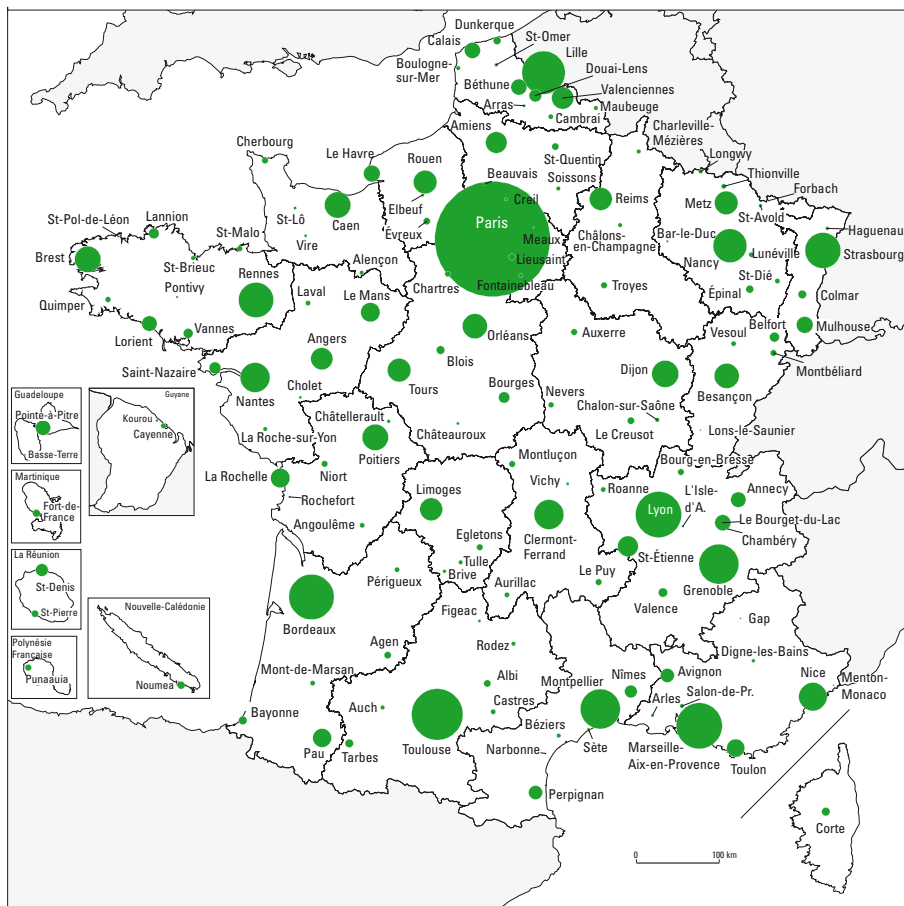 Dunkerque
Calais
St-Omer
Lille
Boulogne-
sur-Mer
Douai-Lens
Béthune
Valenciennes
Arras
Maubeuge
Cambrai
Amiens
Charleville-
Mézières
Cherbourg
Longwy
Le Havre
Rouen
St-Quentin
Thionville
Beauvais
Soissons
Forbach
Creil
Reims
Metz
St-Pol-de-Léon
Lannion
St-Lô
Elbeuf
St-Avold
Caen
Paris
Haguenau
St-Malo
Évreux
Châlons-
en-Champagne
Bar-le-Duc
Vire
Meaux
Lunéville
Brest
Alençon
Lieusaint
Nancy
Strasbourg
St-Brieuc
Rennes
Chartres
Fontainebleau
St-Dié
Pontivy
Laval
Le Mans
Troyes
Épinal
Colmar
Quimper
Lorient
Vannes
Angers
Orléans
Auxerre
Vesoul
Belfort
Mulhouse
Saint-Nazaire
Blois
Dijon
Montbéliard
Nantes
Cholet
Tours
Bourges
Nevers
Besançon
Guadeloupe
Guyane
Pointe-à-Pitre
Kourou
Cayenne
Châtellerault
Chalon-sur-Saône
Basse-Terre
La Roche-sur-Yon
Châteauroux
Le Creusot
Lons-le-Saunier
Poitiers
Montluçon
Bourg-en-Bresse
Martinique
La Rochelle
Niort
Vichy
Roanne
L'Isle-
d'A.
Annecy
Fort-de-
France
Rochefort
Limoges
Lyon
Le Bourget-du-Lac
Angoulême
Egletons
Clermont-
Ferrand
Chambéry
La Réunion
Tulle
St-Étienne
St-Denis
Périgueux
Brive
Aurillac
Le Puy
Grenoble
St-Pierre
Nouvelle-Calédonie
Bordeaux
Figeac
Valence
Gap
Polynésie
Française
Agen
Rodez
Digne-les-Bains
Punaauia
Mont-de-Marsan
Albi
Montpellier
Nîmes
Avignon
Nice
Menton-
Monaco
Noumea
Auch
Castres
Arles
Salon-de-Pr.
Bayonne
Béziers
Pau
Tarbes
Toulouse
Narbonne
Sète
Marseille-
Aix-en-Provence
Toulon
Perpignan
Corte
0
100 km